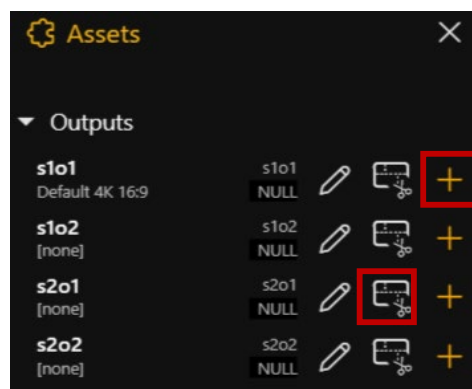 Assets
Outputs
s1o1 s1o1
Default 4K 16:9 NULL
s1o2 s1o2
[none] NULL
s2o1 s2o1
[none] NULL
s2o2 s2o2
[none] NULL